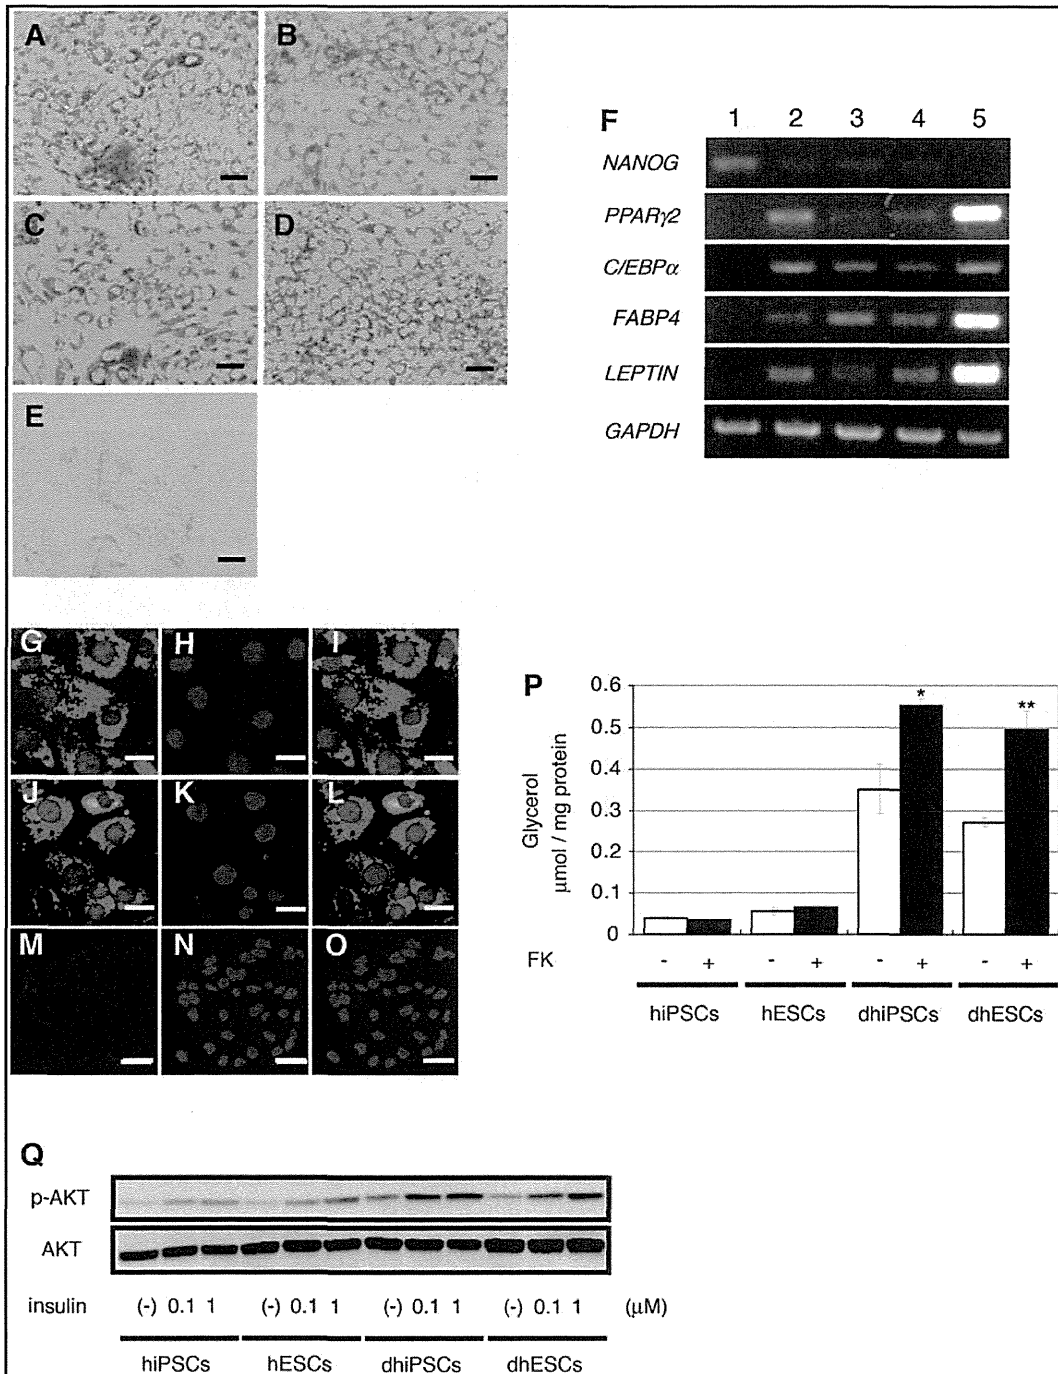 A
B
C
D
E
F
1 2 3 4 5
NANOG
PPARγ2
C/EBPα
FABP4
LEPTIN
GAPDH
G
H
I
J
K
L
M
N
O
P
Glycerol
μmol / mg protein
0.6
0.5
0.4
0.3
0.2
0.1
0
* **
FK - + - + - + - +
hiPSCs hESCs dhiPSCs dhESCs
Q
p-AKT
AKT
insulin (-) 0.1 1 (-) 0.1 1 (-) 0.1 1 (-) 0.1 1 (μM)
hiPSCs hESCs dhiPSCs dhESCs